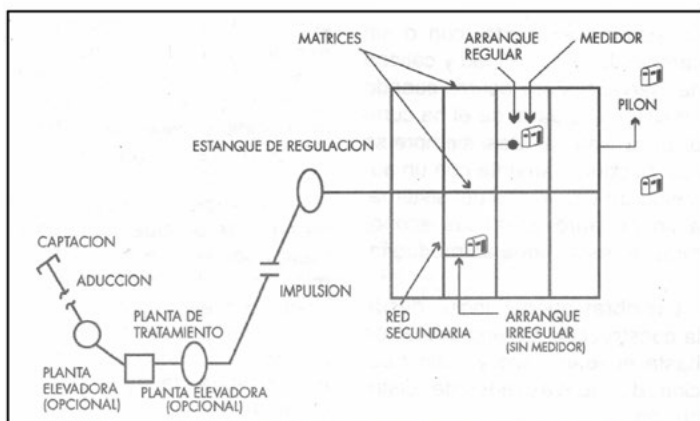 MATRICES
ARRANQUE
REGULAR
MEDIDOR
PILON
ESTANQUE DE REGULACION
CAPTACION
ADUCCION
IMPULSION
PLANTA DE
TRATAMIENTO
RED
SECUNDARIA
ARRANQUE
IRREGULAR
(SIN MEDIDOR)
PLANTA
ELEVADORA
(OPCIONAL)
PLANTA ELEVADORA
(OPCIONAL)